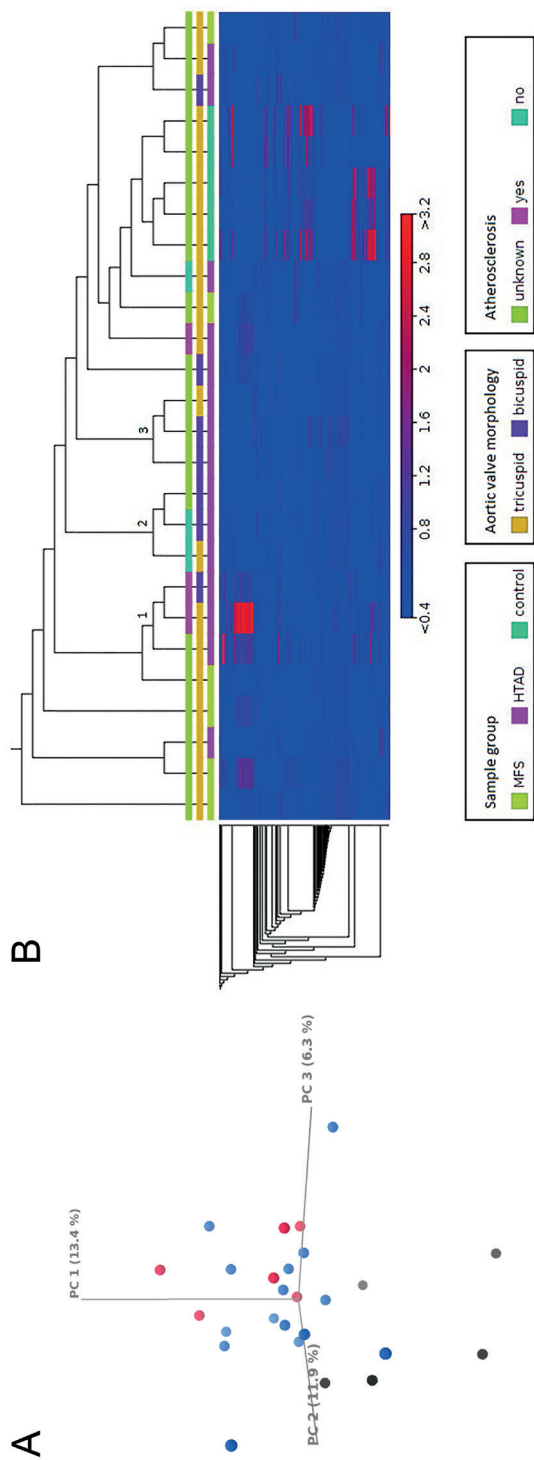 A
PC 1 (13.4 %)
PC 2 (11.9 %)
PC 3 (6.3 %)
B
1
2
3
<0.4
0.8
1.2
1.6
2
2.4
2.8
>3.2
Sample group
MFS
HTAD
control
Aortic valve morphology
tricuspid
bicuspid
Atherosclerosis
unknown
yes
no